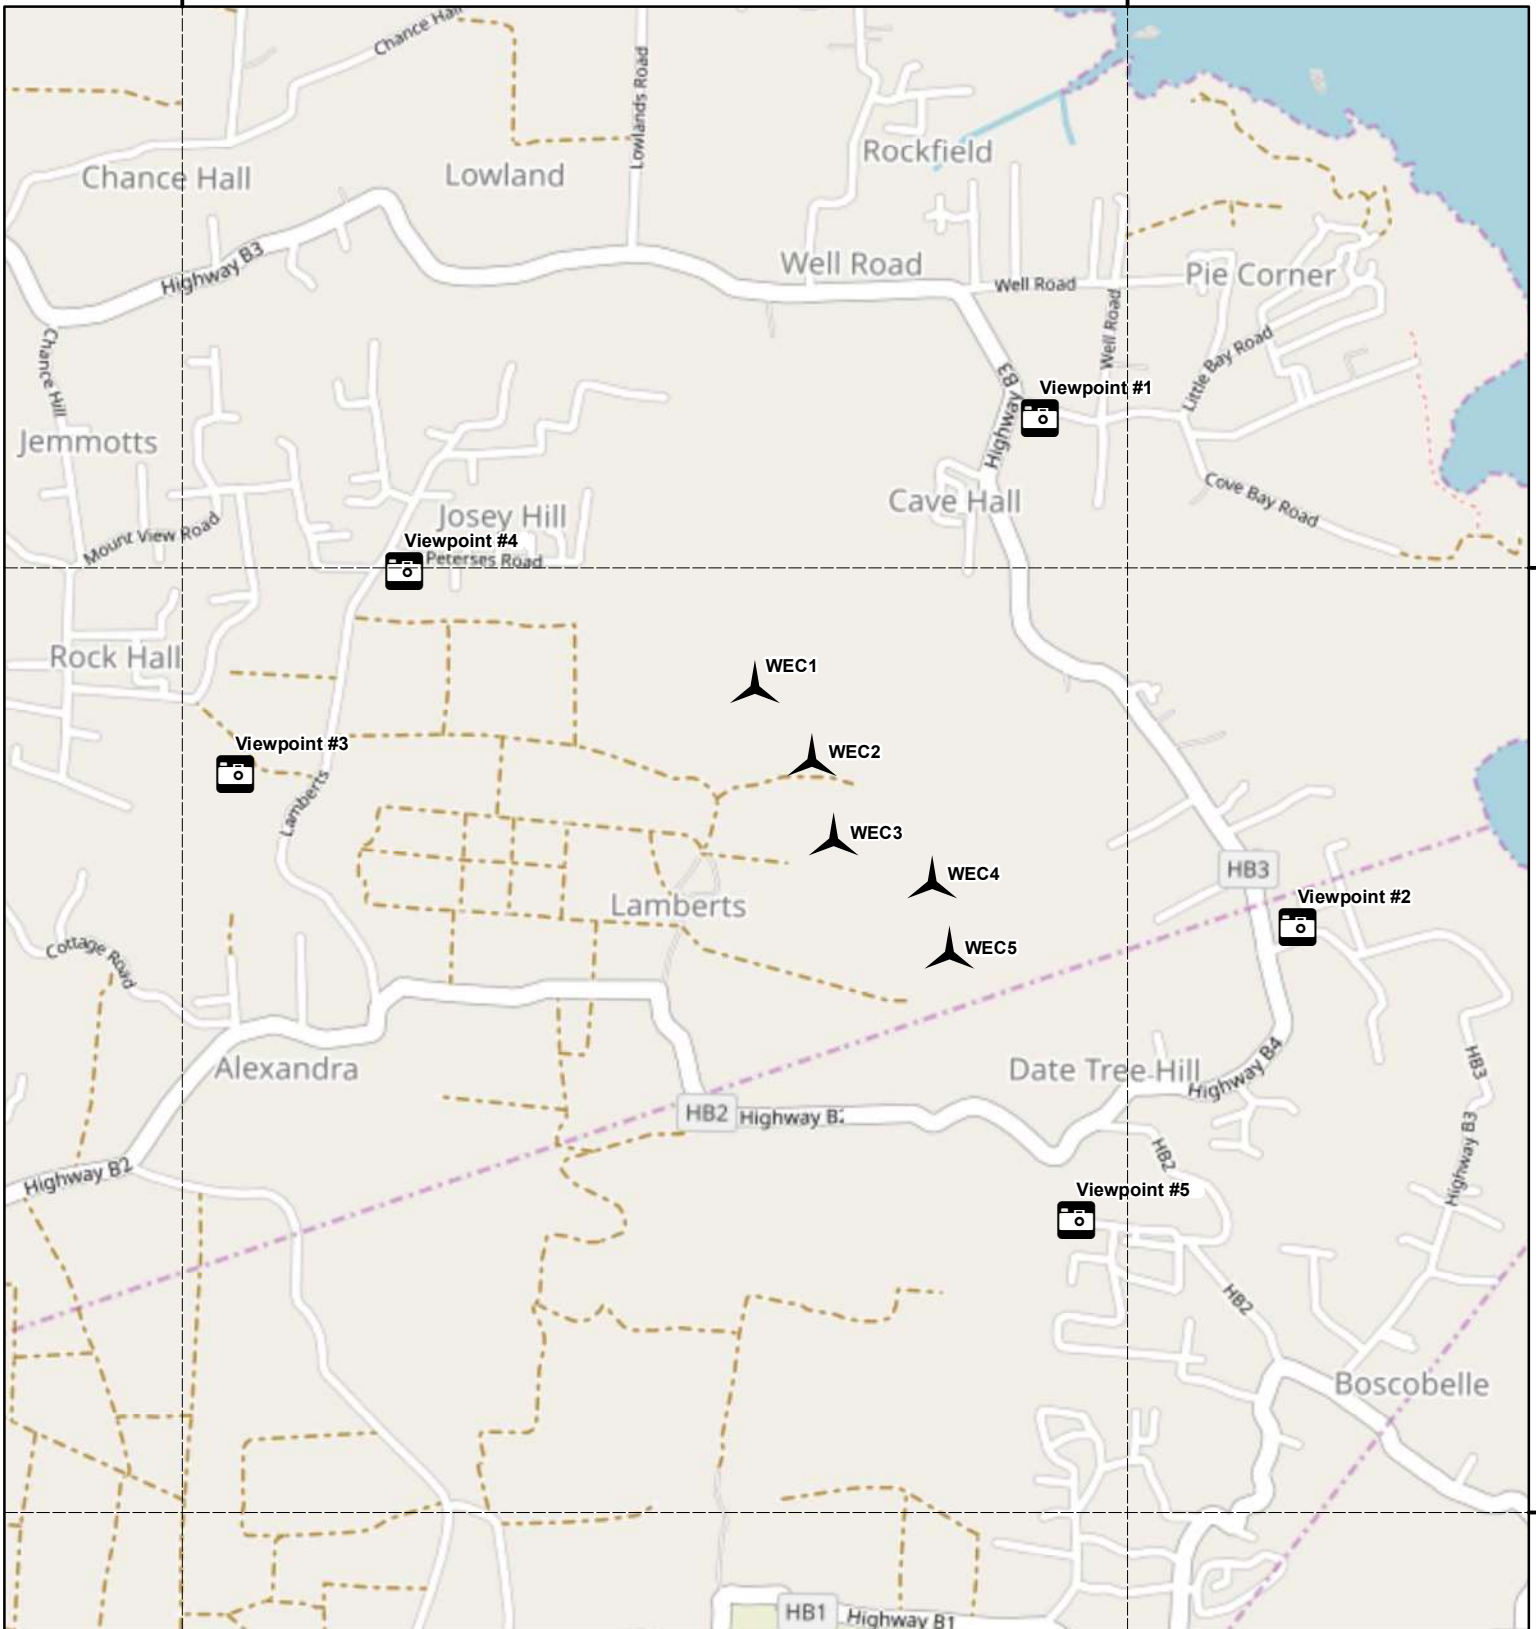 Chance Hall
Lowlands Road
Rockfield
Chance Hall
Lowland
Well Road
Highway B3
Well Road
Pie Corner
Well Road
Chance Hill
Little Bay Road
Highway B3
Viewpoint #1
Jemmotts
Cave Hall
Cove Bay Road
Mount View Road
Josey Hill
Viewpoint #4
Peterses Road
Rock Hall
WEC1
Viewpoint #3
WEC2
Lamberts
WEC3
HB3
WEC4
Viewpoint #2
Lamberts
Cottage Road
WEC5
Alexandra
Date Tree Hill
Highway B4
HB3
HB2
Highway B2
HB2
Highway B3
Highway B2
Viewpoint #5
HB2
Boscobelle
HB1
Highway B1